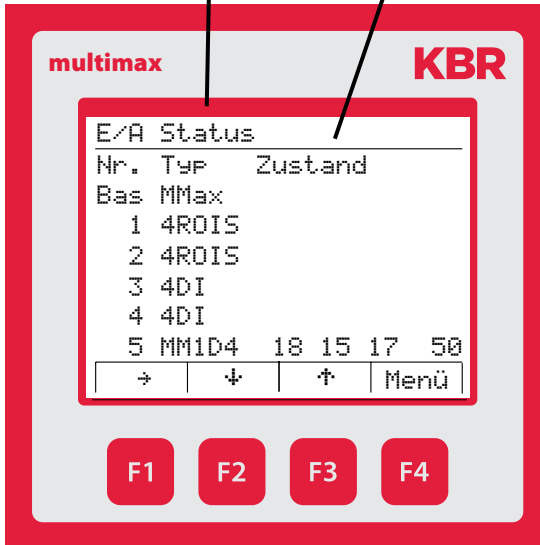 multimax KBR
E/A Status
Nr. Typ Zustand
Bas MMax
1 4ROIS
2 4ROIS
3 4DI
4 4DI
5 MM1D4 18 15 17 50
→ ↓ ↑ Menü
F1 F2 F3 F4